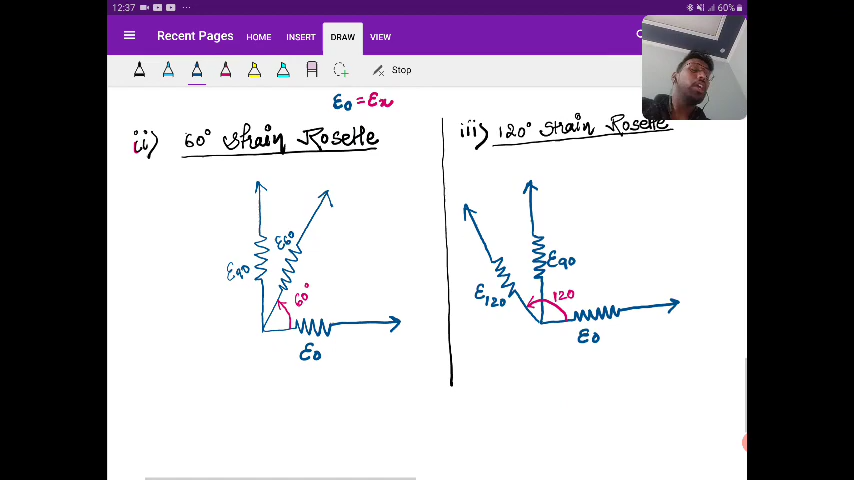 12:37
60%
Recent Pages HOME INSERT DRAW VIEW
Stop
ε0 = εx
ii) 60° Strain Rosette
ε90
ε60
60°
ε0
iii) 120° Strain Rosette
ε90
ε120
120
ε0